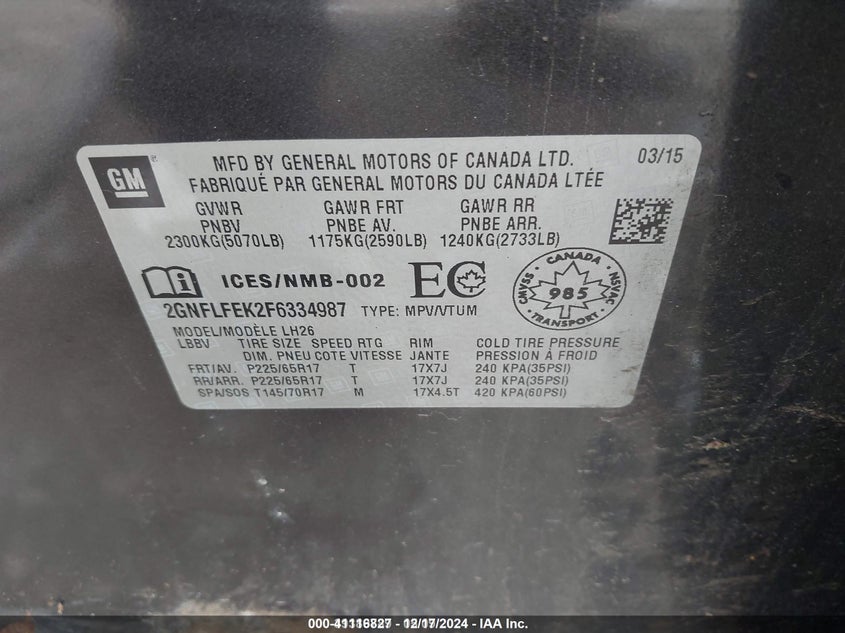 GM
MFD BY GENERAL MOTORS OF CANADA LTD. 03/15
FABRIQUÉ PAR GENERAL MOTORS DU CANADA LTÉE
GVWR GAWR FRT GAWR RR
PNBV PNBE AV. PNBE ARR.
2300KG(5070LB) 1175KG(2590LB) 1240KG(2733LB)
ICES/NMB-002 EC
CANADA
CMVSS 985 NSVAC
TRANSPORT
2GNFLFEK2F6334987 TYPE: MPV/VTUM
MODEL/MODÈLE LH26
LBBV TIRE SIZE SPEED RTG RIM COLD TIRE PRESSURE
DIM. PNEU COTE VITESSE JANTE PRESSION À FROID
FRT/AV. P225/65R17 T 17X7J 240 KPA(35PSI)
RR/ARR. P225/65R17 T 17X7J 240 KPA(35PSI)
SPA/SOS T145/70R17 M 17X4.5T 420 KPA(60PSI)
000-41116827 - 12/17/2024 - IAA Inc.